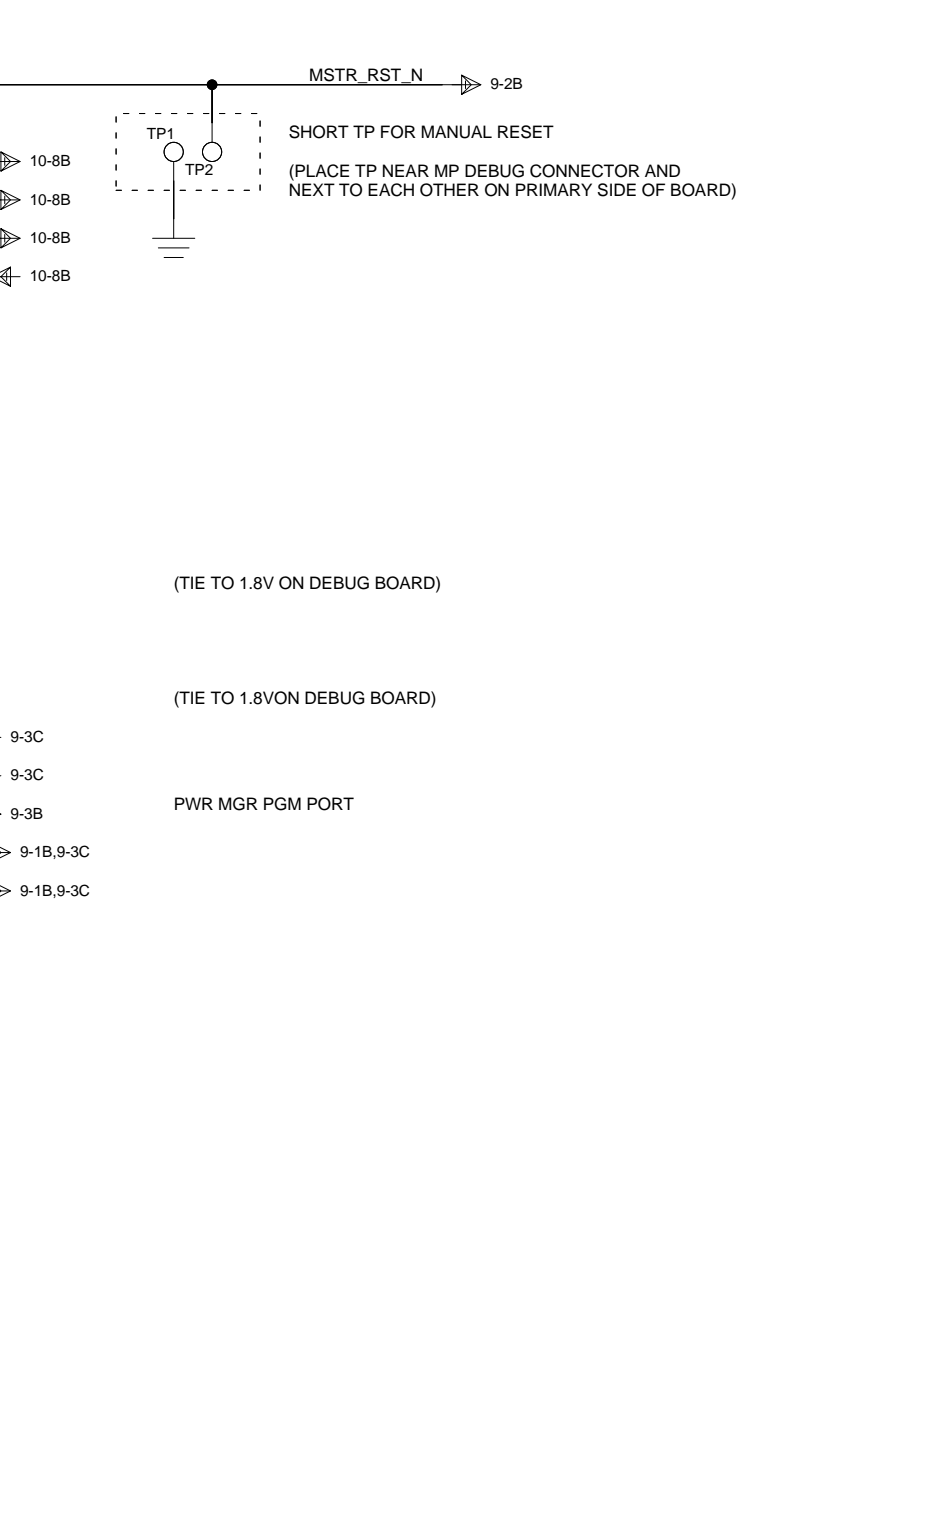 MSTR_RST_N
9-2B
TP1
TP2
SHORT TP FOR MANUAL RESET
(PLACE TP NEAR MP DEBUG CONNECTOR AND
NEXT TO EACH OTHER ON PRIMARY SIDE OF BOARD)
10-8B
10-8B
10-8B
10-8B
(TIE TO 1.8V ON DEBUG BOARD)
(TIE TO 1.8VON DEBUG BOARD)
9-3C
9-3C
PWR MGR PGM PORT
9-3B
9-1B,9-3C
9-1B,9-3C